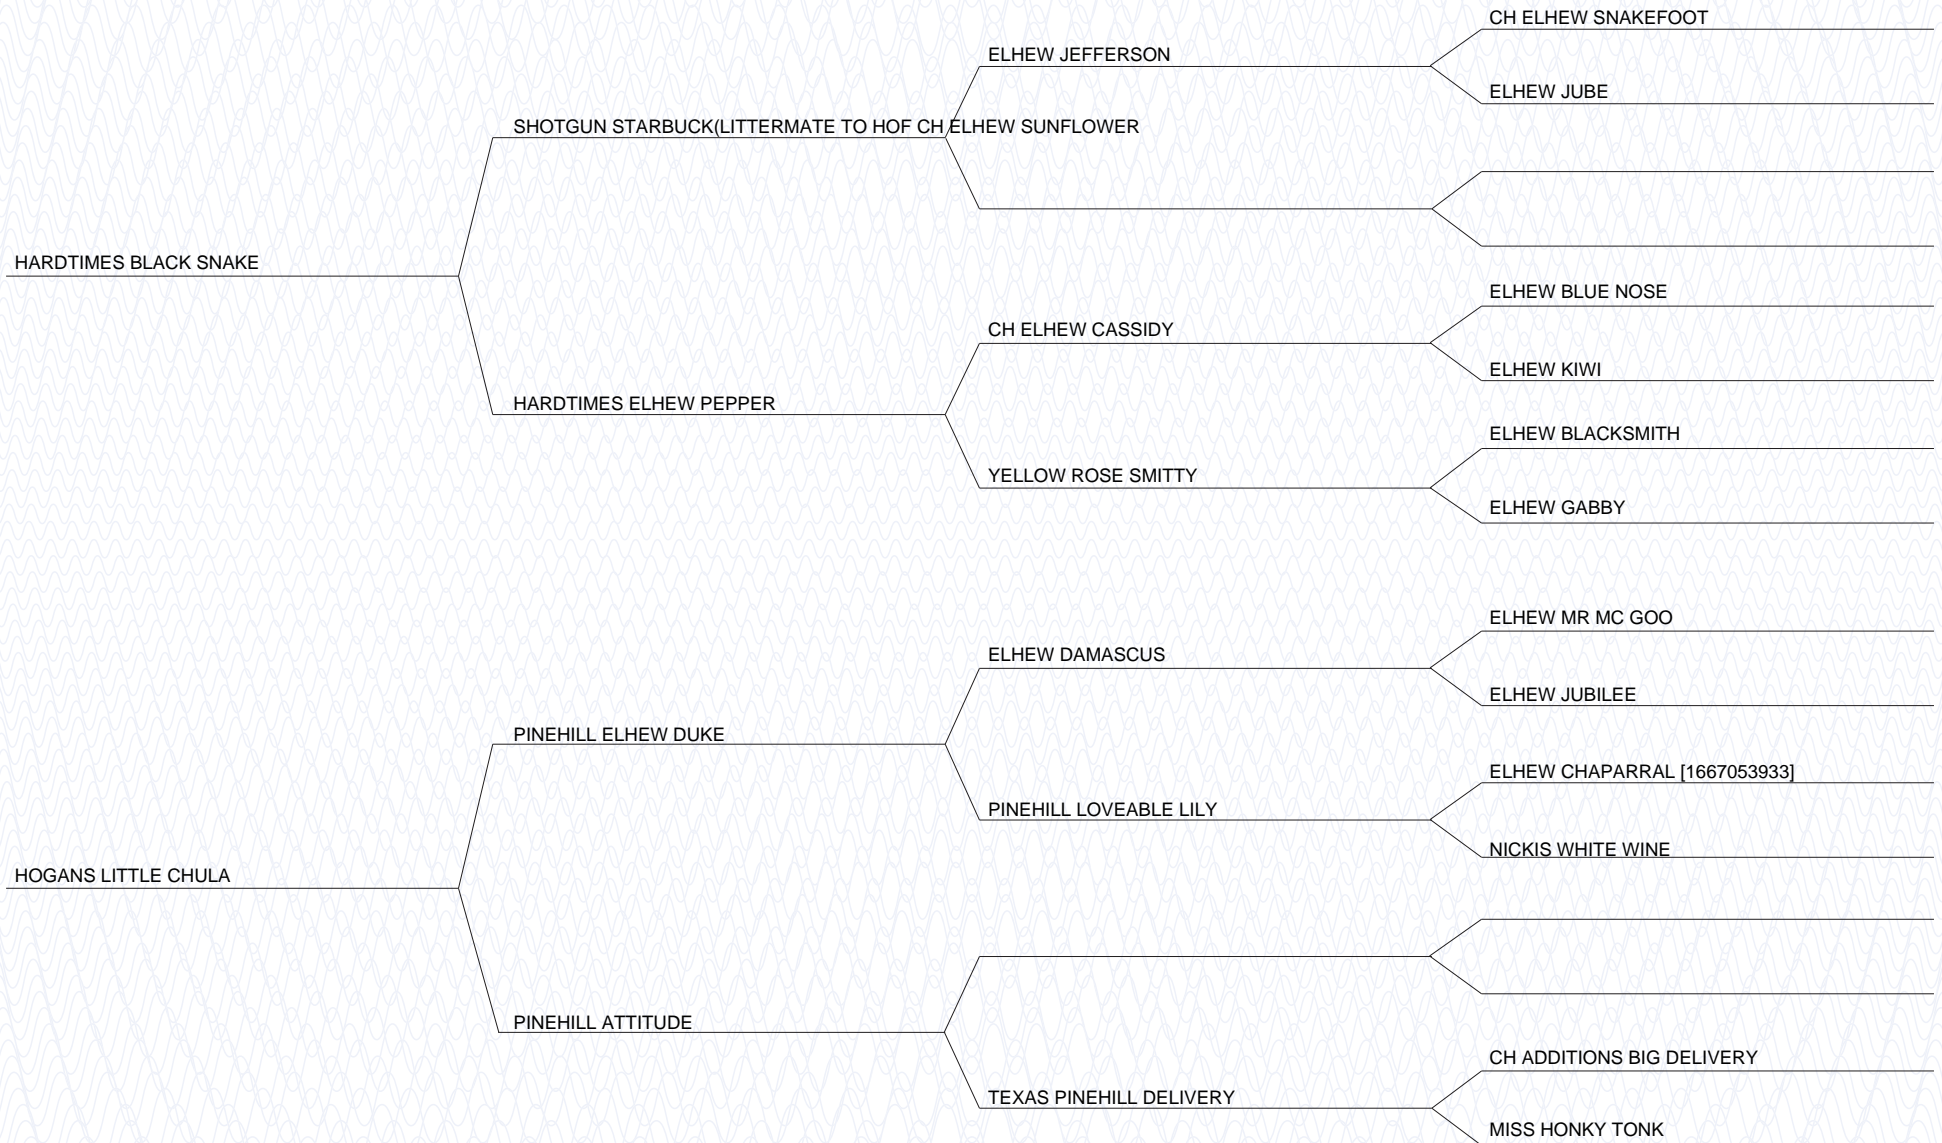 CH ELHEW SNAKEFOOT
ELHEW JEFFERSON
ELHEW JUBE
SHOTGUN STARBUCK(LITTERMATE TO HOF CH ELHEW SUNFLOWER
HARDTIMES BLACK SNAKE
ELHEW BLUE NOSE
CH ELHEW CASSIDY
ELHEW KIWI
HARDTIMES ELHEW PEPPER
ELHEW BLACKSMITH
YELLOW ROSE SMITTY
ELHEW GABBY
ELHEW MR MC GOO
ELHEW DAMASCUS
ELHEW JUBILEE
PINEHILL ELHEW DUKE
ELHEW CHAPARRAL [1667053933]
PINEHILL LOVEABLE LILY
NICKIS WHITE WINE
HOGANS LITTLE CHULA
PINEHILL ATTITUDE
CH ADDITIONS BIG DELIVERY
TEXAS PINEHILL DELIVERY
MISS HONKY TONK